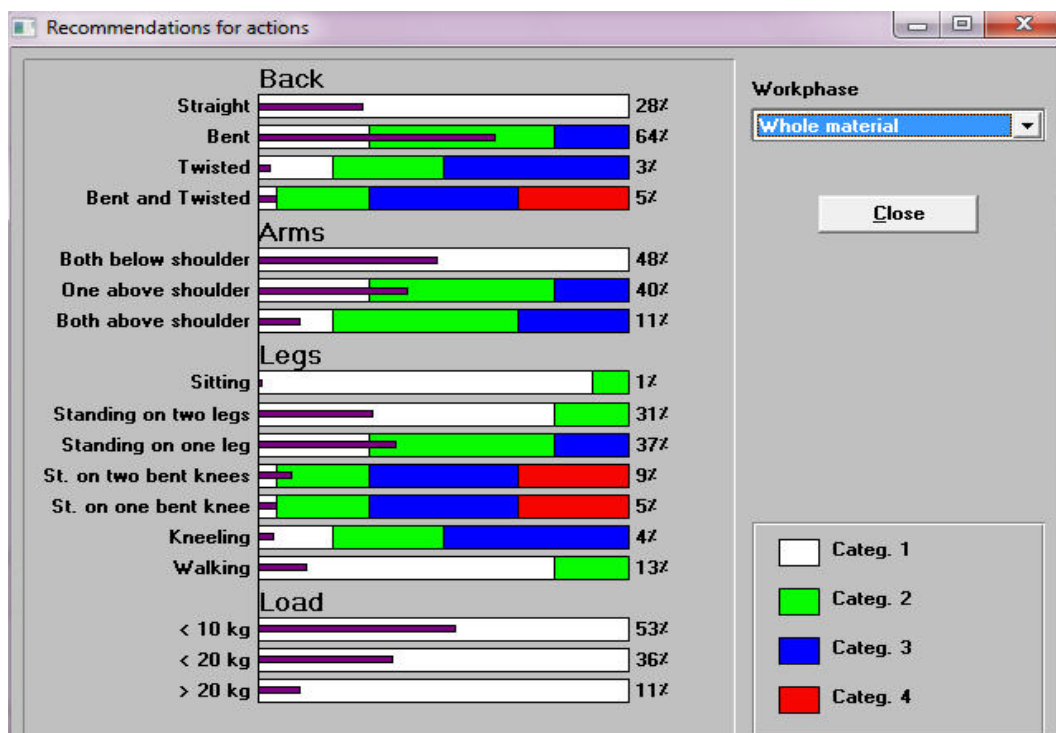 Recommendations for actions
Back
Straight 28%
Bent 64%
Twisted 3%
Bent and Twisted 5%
Arms
Both below shoulder 48%
One above shoulder 40%
Both above shoulder 11%
Legs
Sitting 1%
Standing on two legs 31%
Standing on one leg 37%
St. on two bent knees 9%
St. on one bent knee 5%
Kneeling 4%
Walking 13%
Load
< 10 kg 53%
< 20 kg 36%
> 20 kg 11%
Workphase
Whole material
Close
Categ. 1
Categ. 2
Categ. 3
Categ. 4